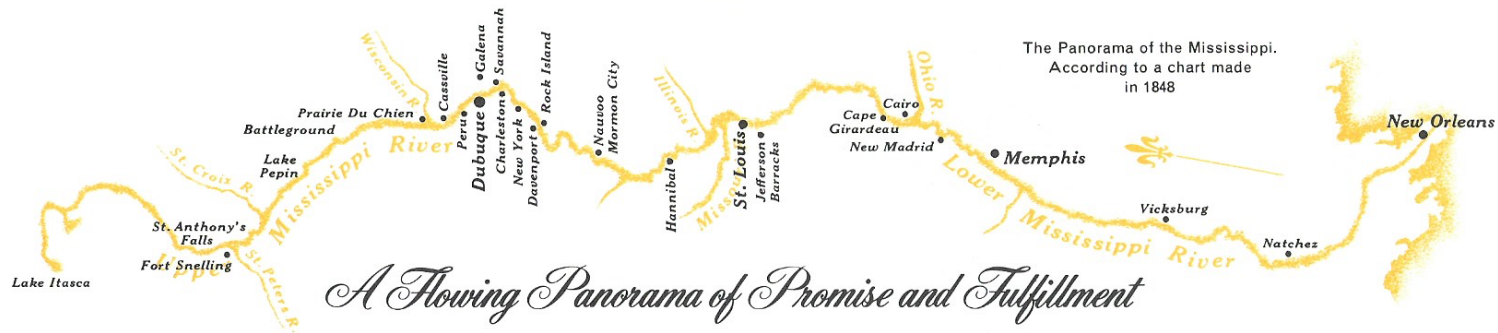 The Panorama of the Mississippi.
According to a chart made
in 1848
Lake Itasca
St. Anthony's
Falls
Fort Snelling
Upper
Mississippi
River
St. Peters R.
St. Croix R.
Lake
Pepin
Battleground
Prairie Du Chien
Wisconsin R.
Cassville
Peru
Dubuque
Galena
Savannah
Charleston
New York
Davenport
Rock Island
Nauvoo
Mormon City
Hannibal
Illinois R
Missou
St. Louis
Jefferson
Barracks
Cape
Girardeau
Cairo
Ohio R.
New Madrid
Memphis
Lower
Mississippi
River
Vicksburg
Natchez
New Orleans
A Flowing Panorama of Promise and Fulfillment